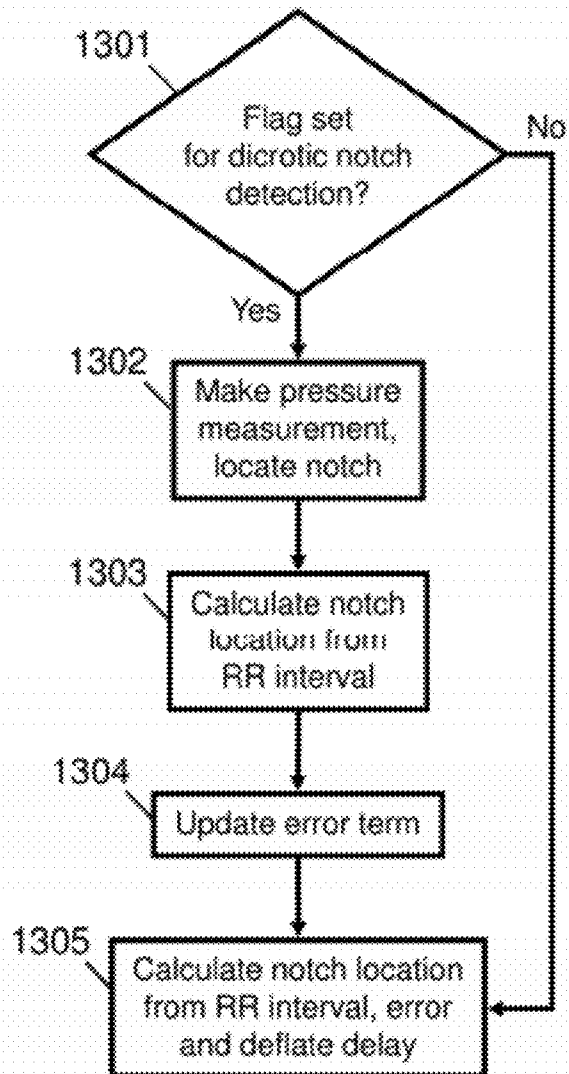 1301
Flag set
for dicrotic notch
detection?
No
Yes
1302
Make pressure
measurement,
locate notch
1303
Calculate notch
location from
RR interval
1304
Update error term
1305
Calculate notch location
from RR interval, error
and deflate delay